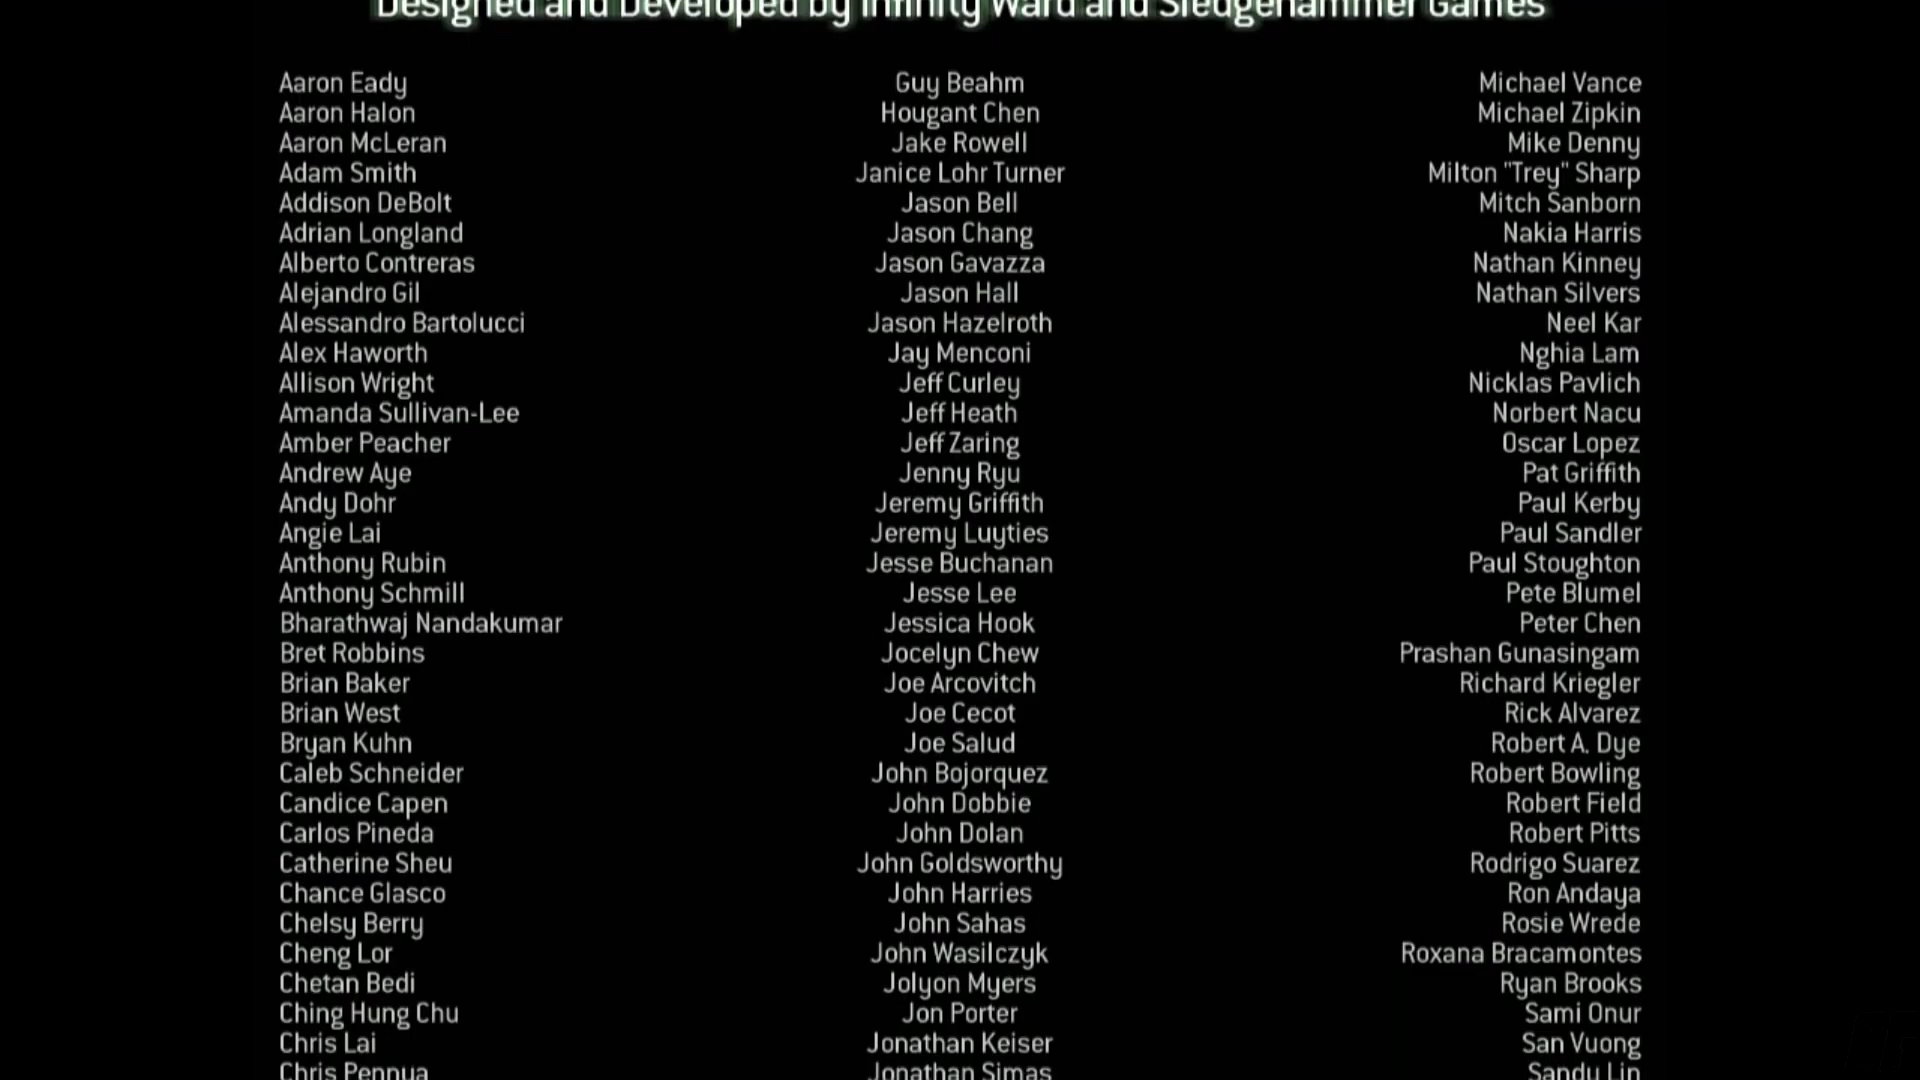 Designed and Developed by Infinity Ward and Sledgehammer Games
Aaron Eady
Aaron Halon
Aaron McLeran
Adam Smith
Addison DeBolt
Adrian Longland
Alberto Contreras
Alejandro Gil
Alessandro Bartolucci
Alex Haworth
Allison Wright
Amanda Sullivan-Lee
Amber Peacher
Andrew Aye
Andy Dohr
Angie Lai
Anthony Rubin
Anthony Schmill
Bharathwaj Nandakumar
Bret Robbins
Brian Baker
Brian West
Bryan Kuhn
Caleb Schneider
Candice Capen
Carlos Pineda
Catherine Sheu
Chance Glasco
Chelsy Berry
Cheng Lor
Chetan Bedi
Ching Hung Chu
Chris Lai
Chris Pennya
Guy Beahm
Hougant Chen
Jake Rowell
Janice Lohr Turner
Jason Bell
Jason Chang
Jason Gavazza
Jason Hall
Jason Hazelroth
Jay Menconi
Jeff Curley
Jeff Heath
Jeff Zaring
Jenny Ryu
Jeremy Griffith
Jeremy Luyties
Jesse Buchanan
Jesse Lee
Jessica Hook
Jocelyn Chew
Joe Arcovitch
Joe Cecot
Joe Salud
John Bojorquez
John Dobbie
John Dolan
John Goldsworthy
John Harries
John Sahas
John Wasilczyk
Jolyon Myers
Jon Porter
Jonathan Keiser
Jonathan Simas
Michael Vance
Michael Zipkin
Mike Denny
Milton "Trey" Sharp
Mitch Sanborn
Nakia Harris
Nathan Kinney
Nathan Silvers
Neel Kar
Nghia Lam
Nicklas Pavlich
Norbert Nacu
Oscar Lopez
Pat Griffith
Paul Kerby
Paul Sandler
Paul Stoughton
Pete Blumel
Peter Chen
Prashan Gunasingam
Richard Kriegler
Rick Alvarez
Robert A. Dye
Robert Bowling
Robert Field
Robert Pitts
Rodrigo Suarez
Ron Andaya
Rosie Wrede
Roxana Bracamontes
Ryan Brooks
Sami Onur
San Vuong
Sandy Lin